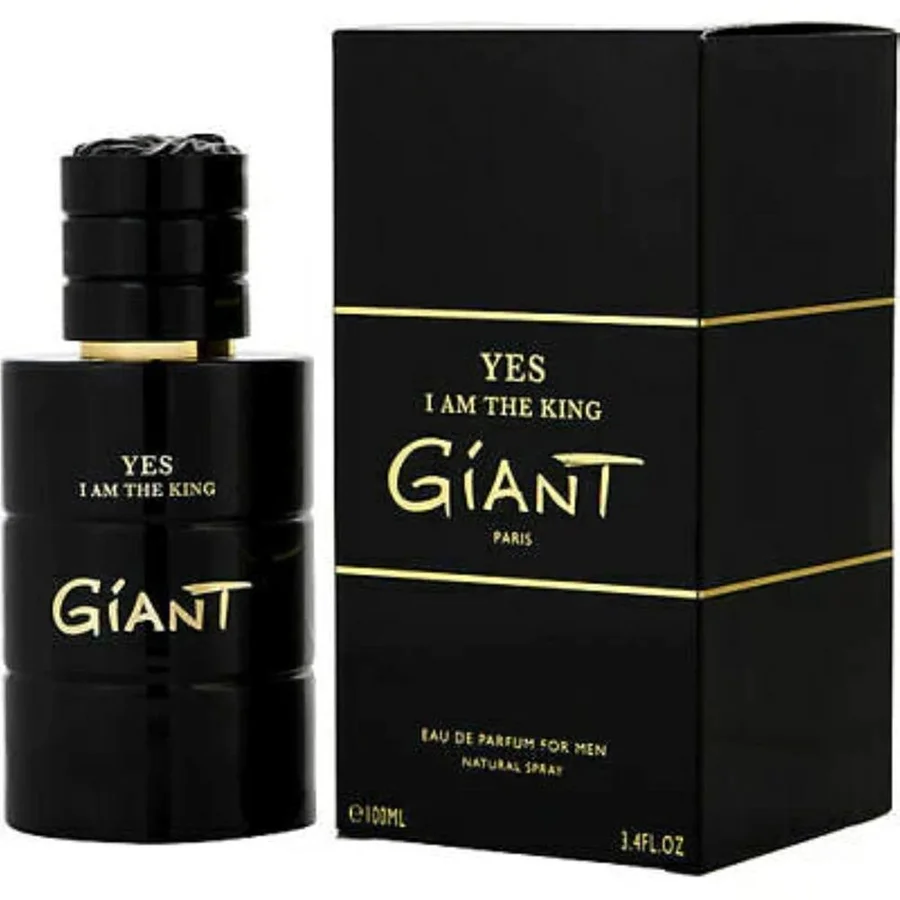 YES
I AM THE KING
GiANT
YES
I AM THE KING
GiANT
PARIS
EAU DE PARFUM FOR MEN
NATURAL SPRAY
℮100ML
3.4FL.OZ